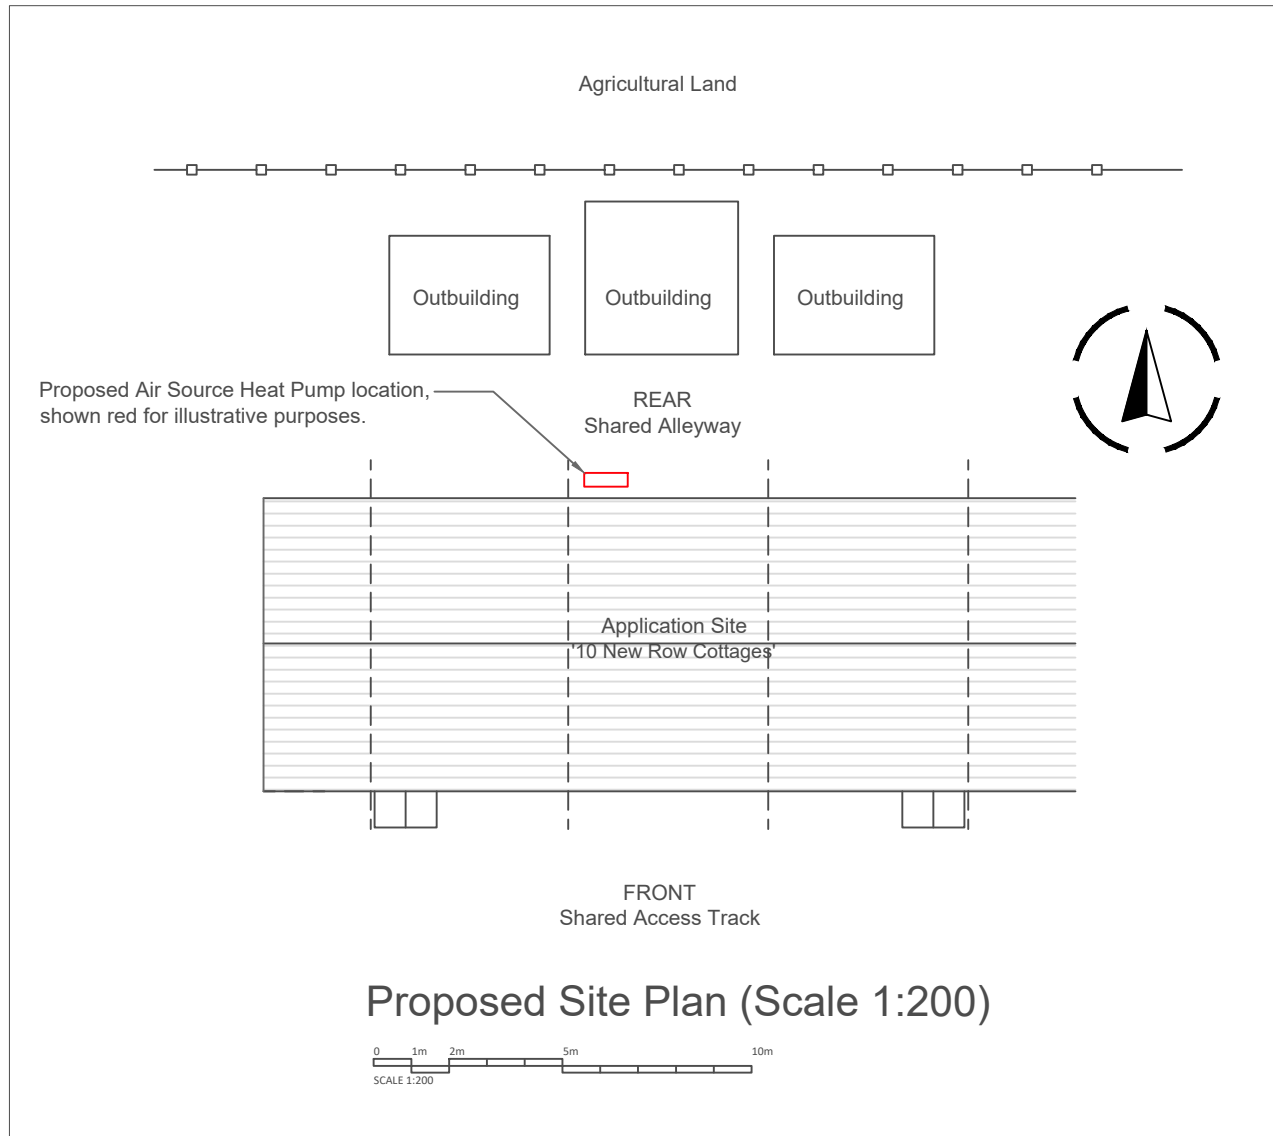 Agricultural Land
Outbuilding
Outbuilding
Outbuilding
Proposed Air Source Heat Pump location,
shown red for illustrative purposes.
REAR
Shared Alleyway
Application Site
'10 New Row Cottages'
FRONT
Shared Access Track
Proposed Site Plan (Scale 1:200)
0 1m 2m 5m 10m
SCALE 1:200